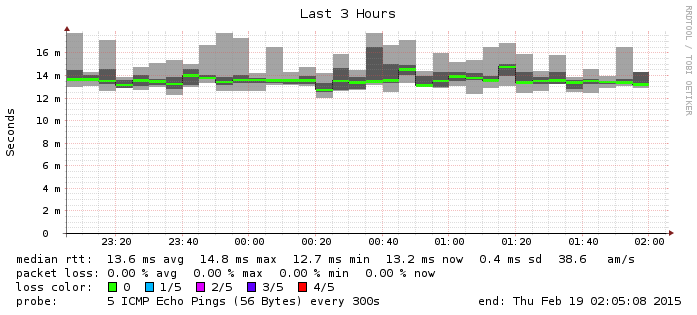 Last 3 Hours
RRDTOOL / TOBI OETIKER
Seconds
16 m
14 m
12 m
10 m
8 m
6 m
4 m
2 m
0
23:20 23:40 00:00 00:20 00:40 01:00 01:20 01:40 02:00
median rtt: 13.6 ms avg 14.8 ms max 12.7 ms min 13.2 ms now 0.4 ms sd 38.6 am/s
packet loss: 0.00 % avg 0.00 % max 0.00 % min 0.00 % now
loss color: 0 1/5 2/5 3/5 4/5
probe: 5 ICMP Echo Pings (56 Bytes) every 300s end: Thu Feb 19 02:05:08 2015